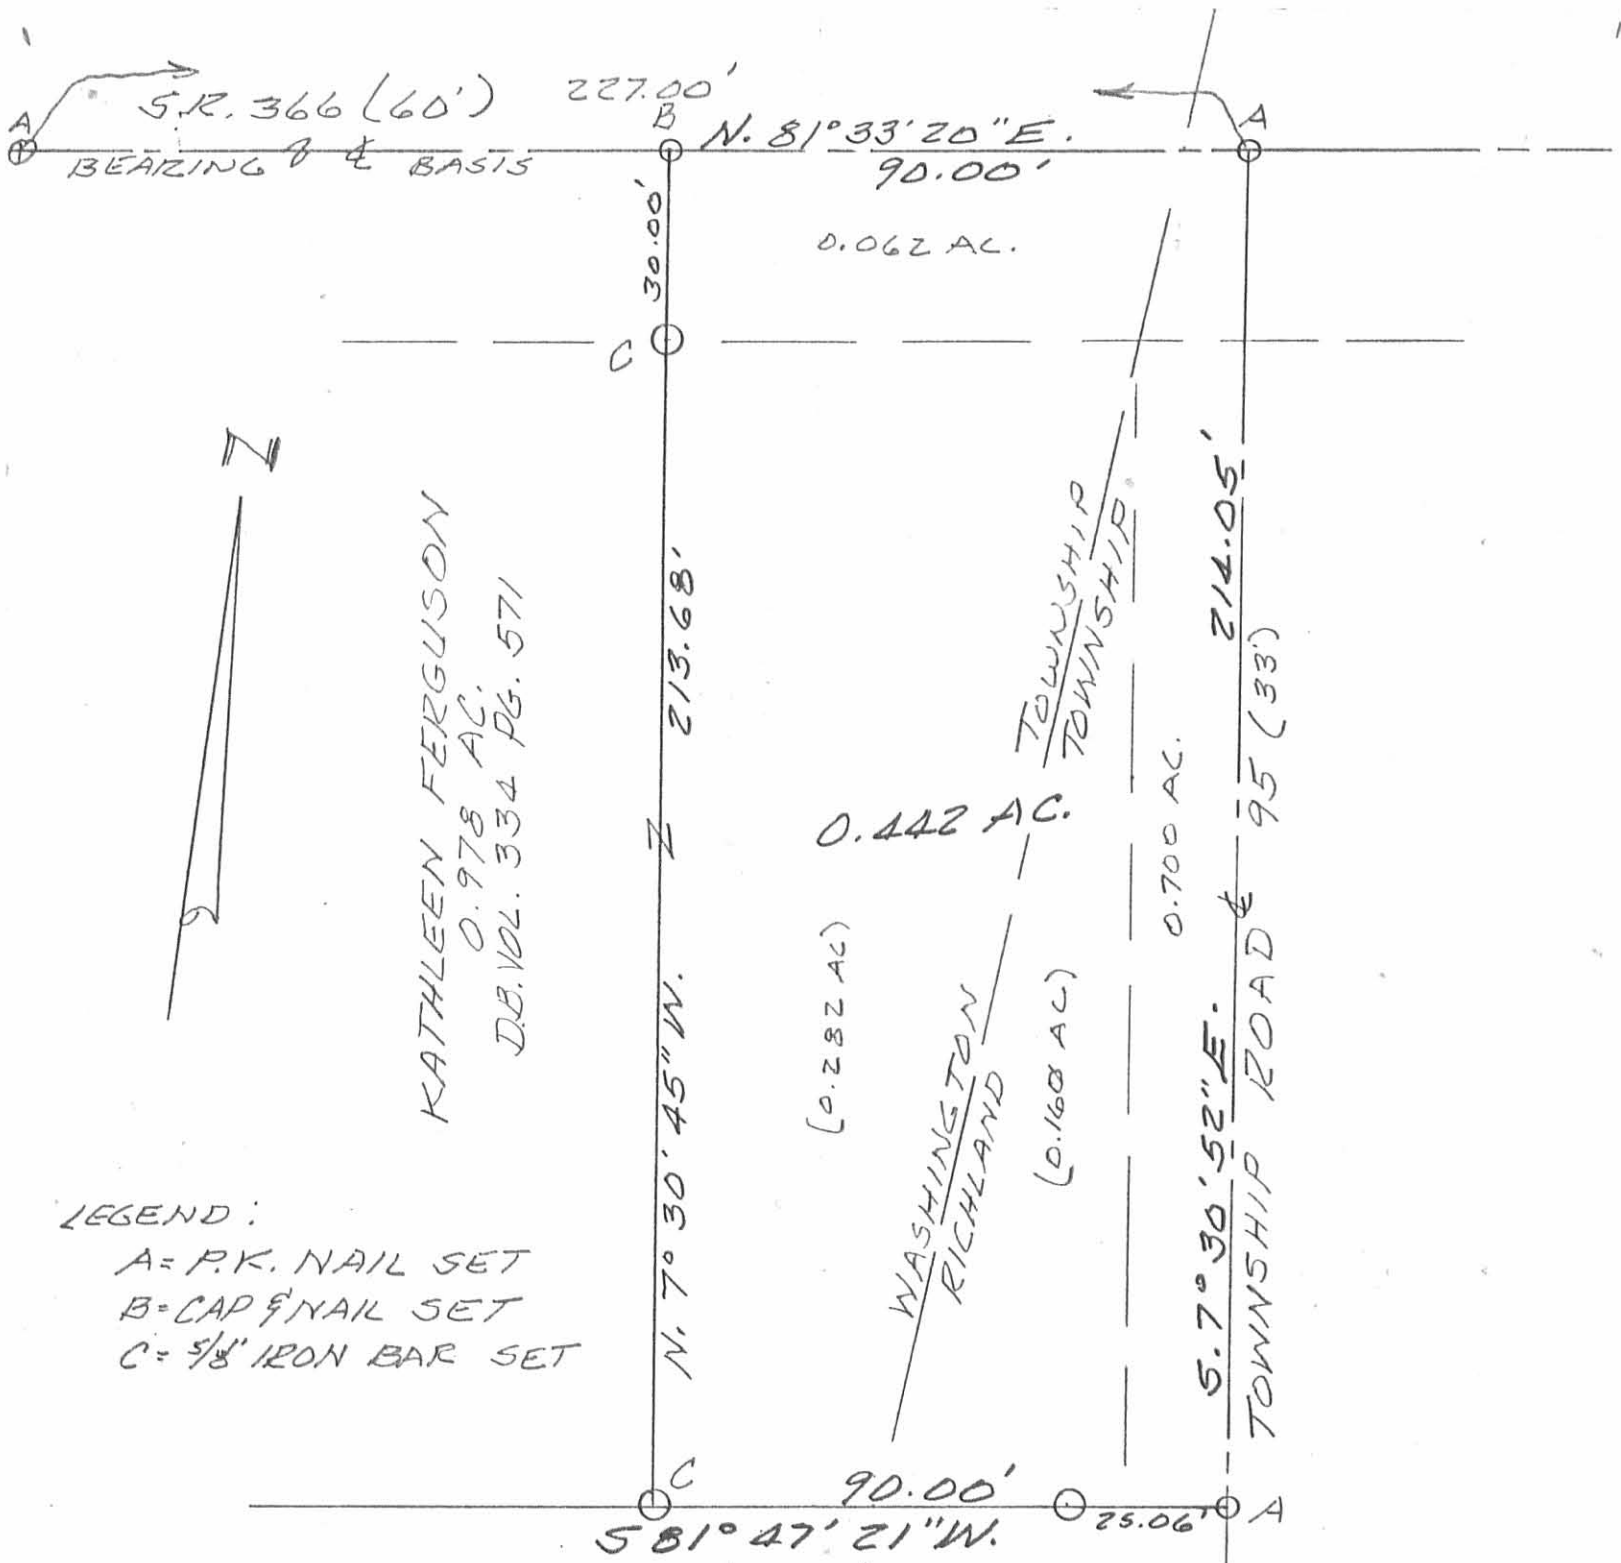 S.R. 366 (60')
227.00'
A
B
N. 81° 33' 20" E.
A
BEARING & ℄ BASIS
90.00'
30.00'
0.062 AC.
C
N
KATHLEEN FERGUSON
0.978 AC.
D.B. VOL. 334 PG. 571
213.68'
N. 7° 30' 45" W.
TOWNSHIP
TOWNSHIP
0.442 AC.
(0.282 AC)
WASHINGTON
RICHLAND
0.700 AC.
214.05'
S. 7° 30' 52" E.
℄
TOWNSHIP ROAD 95 (33')
LEGEND:
A= P.K. NAIL SET
B= CAP & NAIL SET
C= 5/8" IRON BAR SET
C
90.00'
25.06'
A
S 81° 47' 21" W.